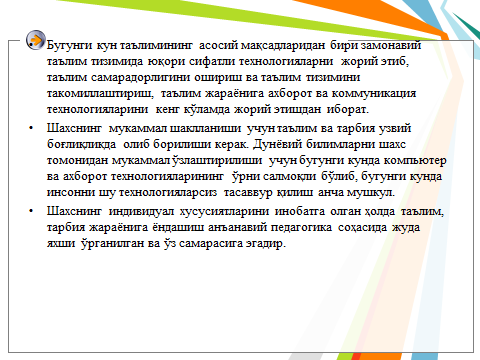 Бугунги кун таълимининг асосий мақсадларидан бири замонавий
таълим тизимида юқори сифатли технологияларни жорий этиб,
таълим самарадорлигини ошириш ва таълим тизимини
такомиллаштириш, таълим жараёнига ахборот ва коммуникация
технологияларини кенг кўламда жорий этишдан иборат.
• Шахснинг мукаммал шаклланиши учун таълим ва тарбия узвий
боғлиқликда олиб борилиши керак. Дунёвий билимларни шахс
томонидан мукаммал ўзлаштирилиши учун бугунги кунда компьютер
ва ахборот технологияларининг ўрни салмоқли бўлиб, бугунги кунда
инсонни шу технологияларсиз тасаввур қилиш анча мушкул.
• Шахснинг индивидуал хусусиятларини инобатга олган ҳолда таълим,
тарбия жараёнига ёндашиш анъанавий педагогика соҳасида жуда
яхши ўрганилган ва ўз самарасига эгадир.